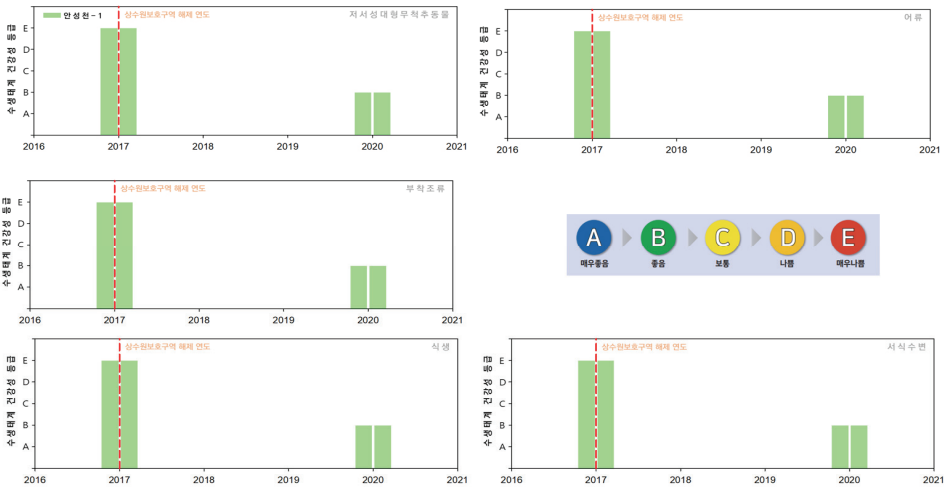 안성천-1
상수원보호구역 해제 연도
저서성대형무척추동물
수생태계 건강성 등급
E
D
C
B
A
2016 2017 2018 2019 2020 2021
상수원보호구역 해제 연도
어류
수생태계 건강성 등급
E
D
C
B
A
2016 2017 2018 2019 2020 2021
상수원보호구역 해제 연도
부착조류
수생태계 건강성 등급
E
D
C
B
A
2016 2017 2018 2019 2020 2021
A B C D E
매우좋음 좋음 보통 나쁨 매우나쁨
상수원보호구역 해제 연도
식생
수생태계 건강성 등급
E
D
C
B
A
2016 2017 2018 2019 2020 2021
상수원보호구역 해제 연도
서식수변
수생태계 건강성 등급
E
D
C
B
A
2016 2017 2018 2019 2020 2021